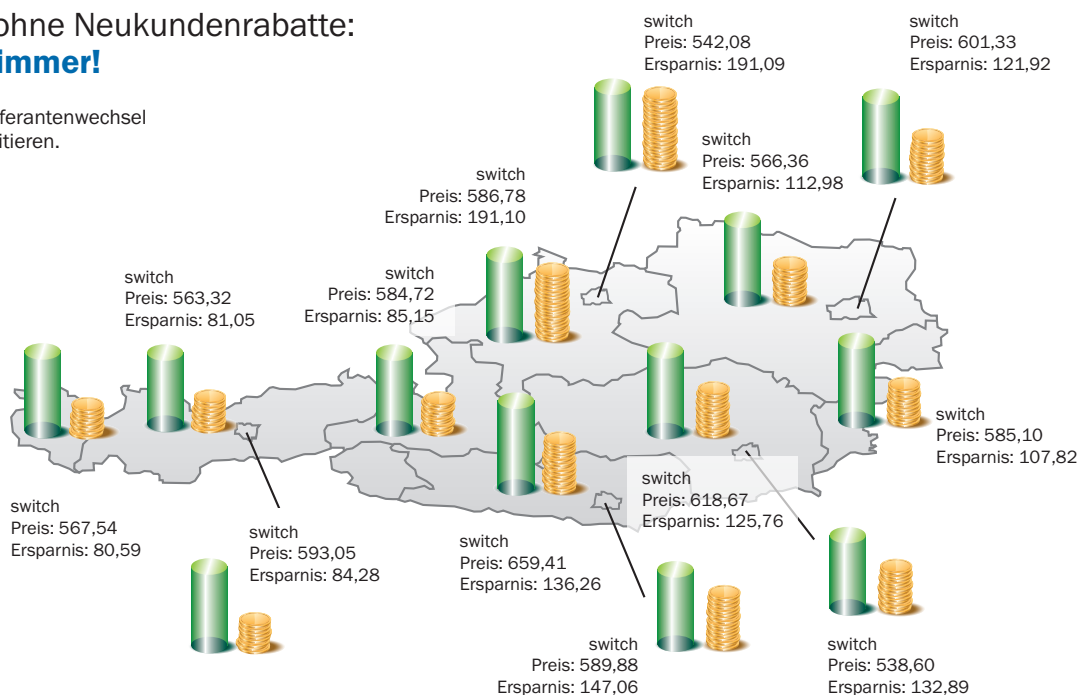 ohne Neukundenrabatte:
immer!
ferantenwechsel
itieren.
switch
Preis: 542,08
Ersparnis: 191,09
switch
Preis: 601,33
Ersparnis: 121,92
switch
Preis: 566,36
Ersparnis: 112,98
switch
Preis: 586,78
Ersparnis: 191,10
switch
Preis: 584,72
Ersparnis: 85,15
switch
Preis: 563,32
Ersparnis: 81,05
switch
Preis: 585,10
Ersparnis: 107,82
switch
Preis: 618,67
Ersparnis: 125,76
switch
Preis: 567,54
Ersparnis: 80,59
switch
Preis: 593,05
Ersparnis: 84,28
switch
Preis: 659,41
Ersparnis: 136,26
switch
Preis: 589,88
Ersparnis: 147,06
switch
Preis: 538,60
Ersparnis: 132,89